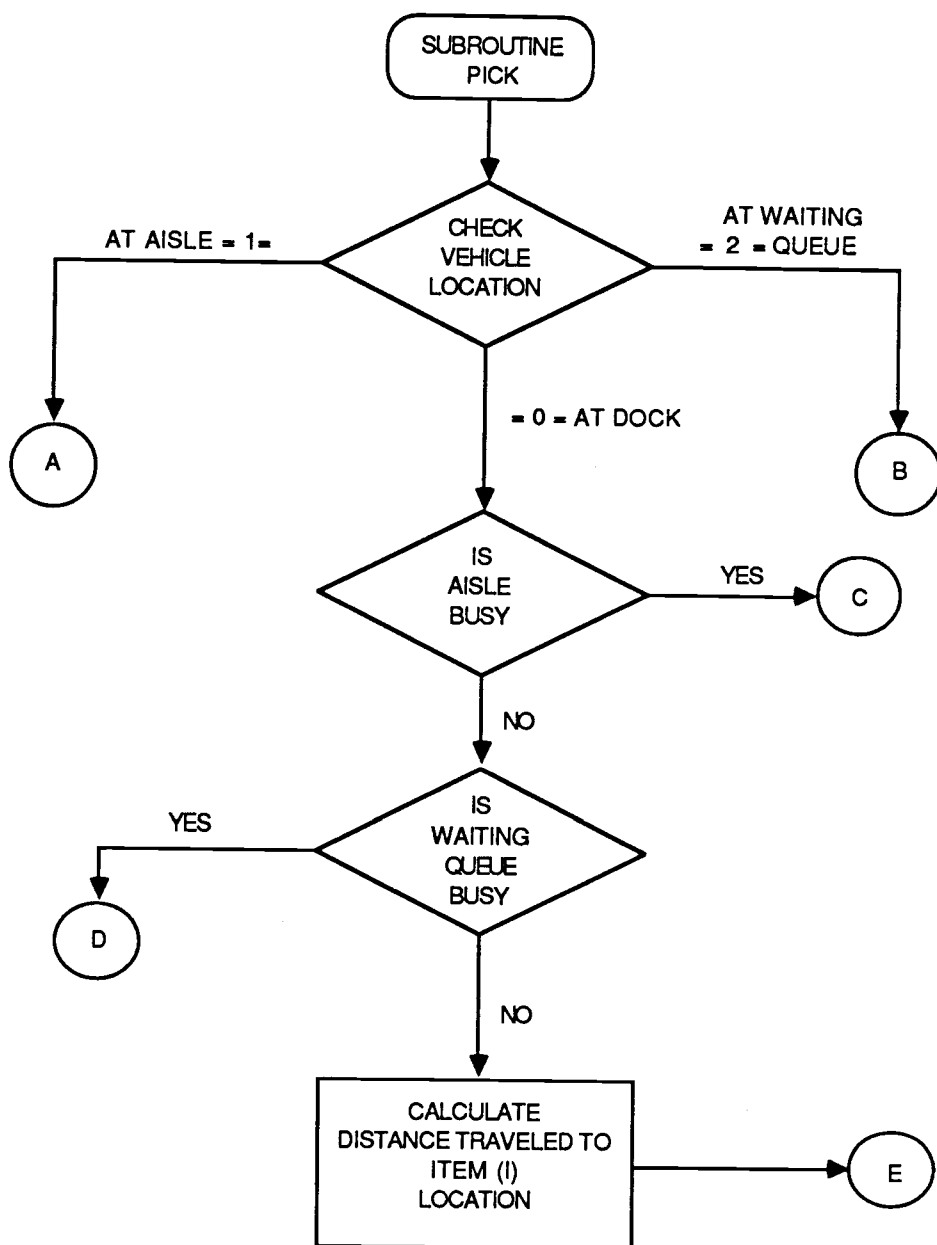 SUBROUTINE
PICK
CHECK
VEHICLE
LOCATION
AT AISLE = 1=
AT WAITING
= 2 = QUEUE
= 0 = AT DOCK
A
B
IS
AISLE
BUSY
YES
C
NO
IS
WAITING
QUEUE
BUSY
YES
D
NO
CALCULATE
DISTANCE TRAVELED TO
ITEM (I)
LOCATION
E